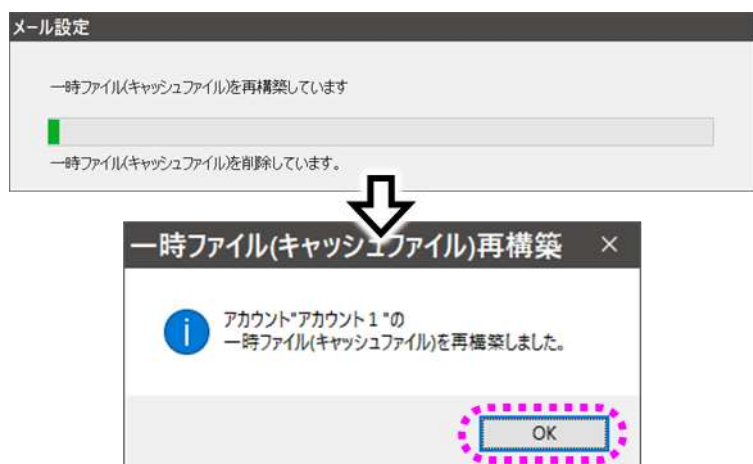 メール設定
一時ファイル(キャッシュファイル)を再構築しています
一時ファイル(キャッシュファイル)を削除しています。
一時ファイル(キャッシュファイル)再構築
アカウント"アカウント1"の
一時ファイル(キャッシュファイル)を再構築しました。
OK